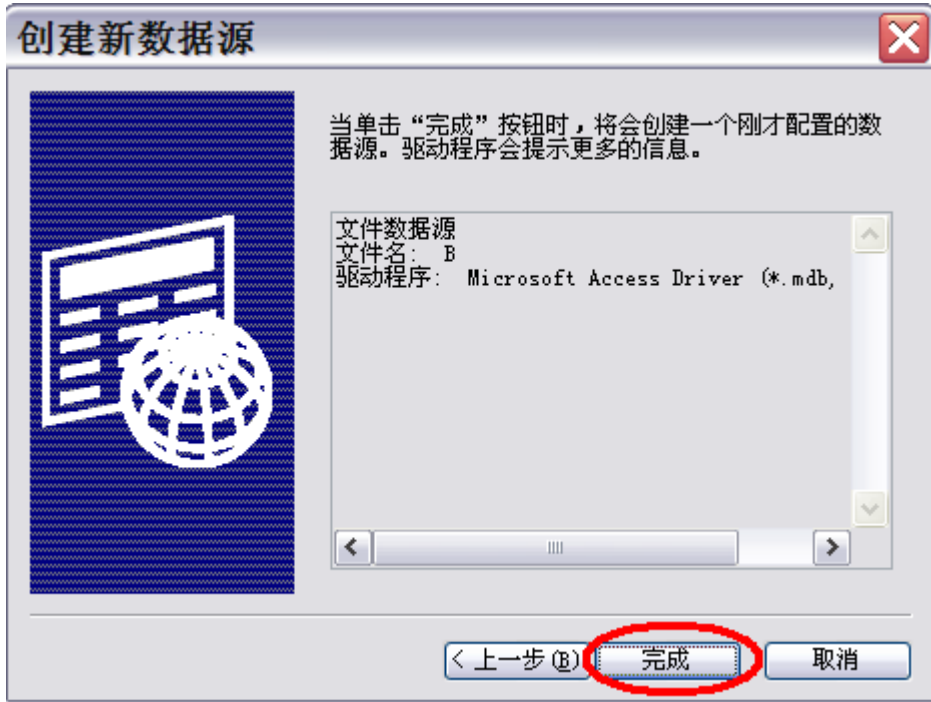 创建新数据源
当单击“完成”按钮时，将会创建一个刚才配置的数
据源。驱动程序会提示更多的信息。
文件数据源
文件名： B
驱动程序： Microsoft Access Driver (*.mdb,
< 上一步(B)
完成
取消